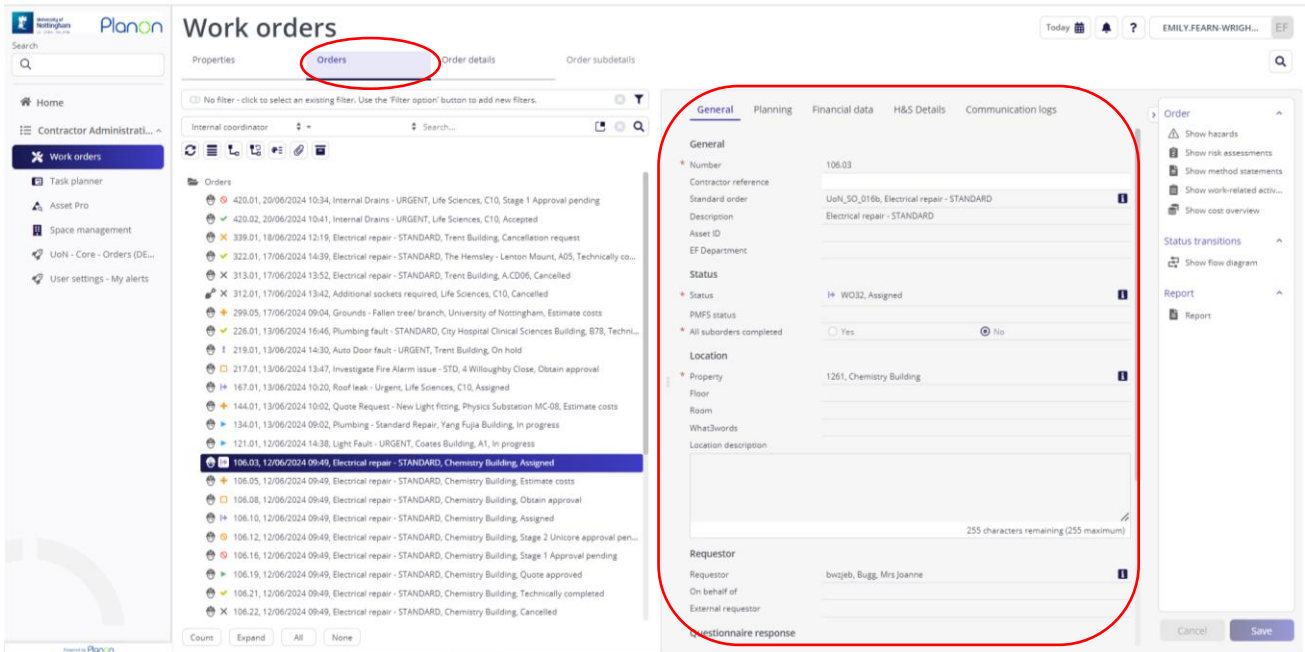 University of
Nottingham
Planon
Search
Home
Contractor Administrati...
Work orders
Task planner
Asset Pro
Space management
UoN - Core - Orders (DE...
User settings - My alerts
Powered by Planon
Work orders
Today
?
EMILY.FEARN-WRIGH...
EF
Properties
Orders
Order details
Order subdetails
No filter - click to select an existing filter. Use the 'Filter option' button to add new filters.
Internal coordinator
=
Search...
Orders
420.01, 20/06/2024 10:34, Internal Drains - URGENT, Life Sciences, C10, Stage 1 Approval pending
420.02, 20/06/2024 10:41, Internal Drains - URGENT, Life Sciences, C10, Accepted
339.01, 18/06/2024 12:19, Electrical repair - STANDARD, Trent Building, Cancellation request
322.01, 17/06/2024 14:39, Electrical repair - STANDARD, The Hemsley - Lenton Mount, A05, Technically co...
313.01, 17/06/2024 13:52, Electrical repair - STANDARD, Trent Building, A.CD06, Cancelled
312.01, 17/06/2024 13:42, Additional sockets required, Life Sciences, C10, Cancelled
299.05, 17/06/2024 09:04, Grounds - Fallen tree/ branch, University of Nottingham, Estimate costs
226.01, 13/06/2024 16:46, Plumbing fault - STANDARD, City Hospital Clinical Sciences Building, B78, Techni...
219.01, 13/06/2024 14:30, Auto Door fault - URGENT, Trent Building, On hold
217.01, 13/06/2024 13:47, Investigate Fire Alarm issue - STD, 4 Willoughby Close, Obtain approval
167.01, 13/06/2024 10:20, Roof leak - Urgent, Life Sciences, C10, Assigned
144.01, 13/06/2024 10:02, Quote Request - New Light fitting, Physics Substation MC-08, Estimate costs
134.01, 13/06/2024 09:02, Plumbing - Standard Repair, Yang Fujia Building, In progress
121.01, 12/06/2024 14:38, Light Fault - URGENT, Coates Building, A1, In progress
106.03, 12/06/2024 09:49, Electrical repair - STANDARD, Chemistry Building, Assigned
106.05, 12/06/2024 09:49, Electrical repair - STANDARD, Chemistry Building, Estimate costs
106.08, 12/06/2024 09:49, Electrical repair - STANDARD, Chemistry Building, Obtain approval
106.10, 12/06/2024 09:49, Electrical repair - STANDARD, Chemistry Building, Assigned
106.12, 12/06/2024 09:49, Electrical repair - STANDARD, Chemistry Building, Stage 2 Unicore approval pen...
106.16, 12/06/2024 09:49, Electrical repair - STANDARD, Chemistry Building, Stage 1 Approval pending
106.19, 12/06/2024 09:49, Electrical repair - STANDARD, Chemistry Building, Quote approved
106.21, 12/06/2024 09:49, Electrical repair - STANDARD, Chemistry Building, Technically completed
106.22, 12/06/2024 09:49, Electrical repair - STANDARD, Chemistry Building, Cancelled
Count
Expand
All
None
General
Planning
Financial data
H&S Details
Communication logs
General
* Number 106.03
Contractor reference
Standard order UoN_SO_016b, Electrical repair - STANDARD
Description Electrical repair - STANDARD
Asset ID
EF Department
Status
* Status WO32, Assigned
PMFS status
* All suborders completed Yes No
Location
* Property 1261, Chemistry Building
Floor
Room
What3words
Location description
255 characters remaining (255 maximum)
Requestor
Requestor bwzjeb, Bugg, Mrs Joanne
On behalf of
External requestor
Questionnaire response
Order
Show hazards
Show risk assessments
Show method statements
Show work-related activ...
Show cost overview
Status transitions
Show flow diagram
Report
Report
Cancel
Save